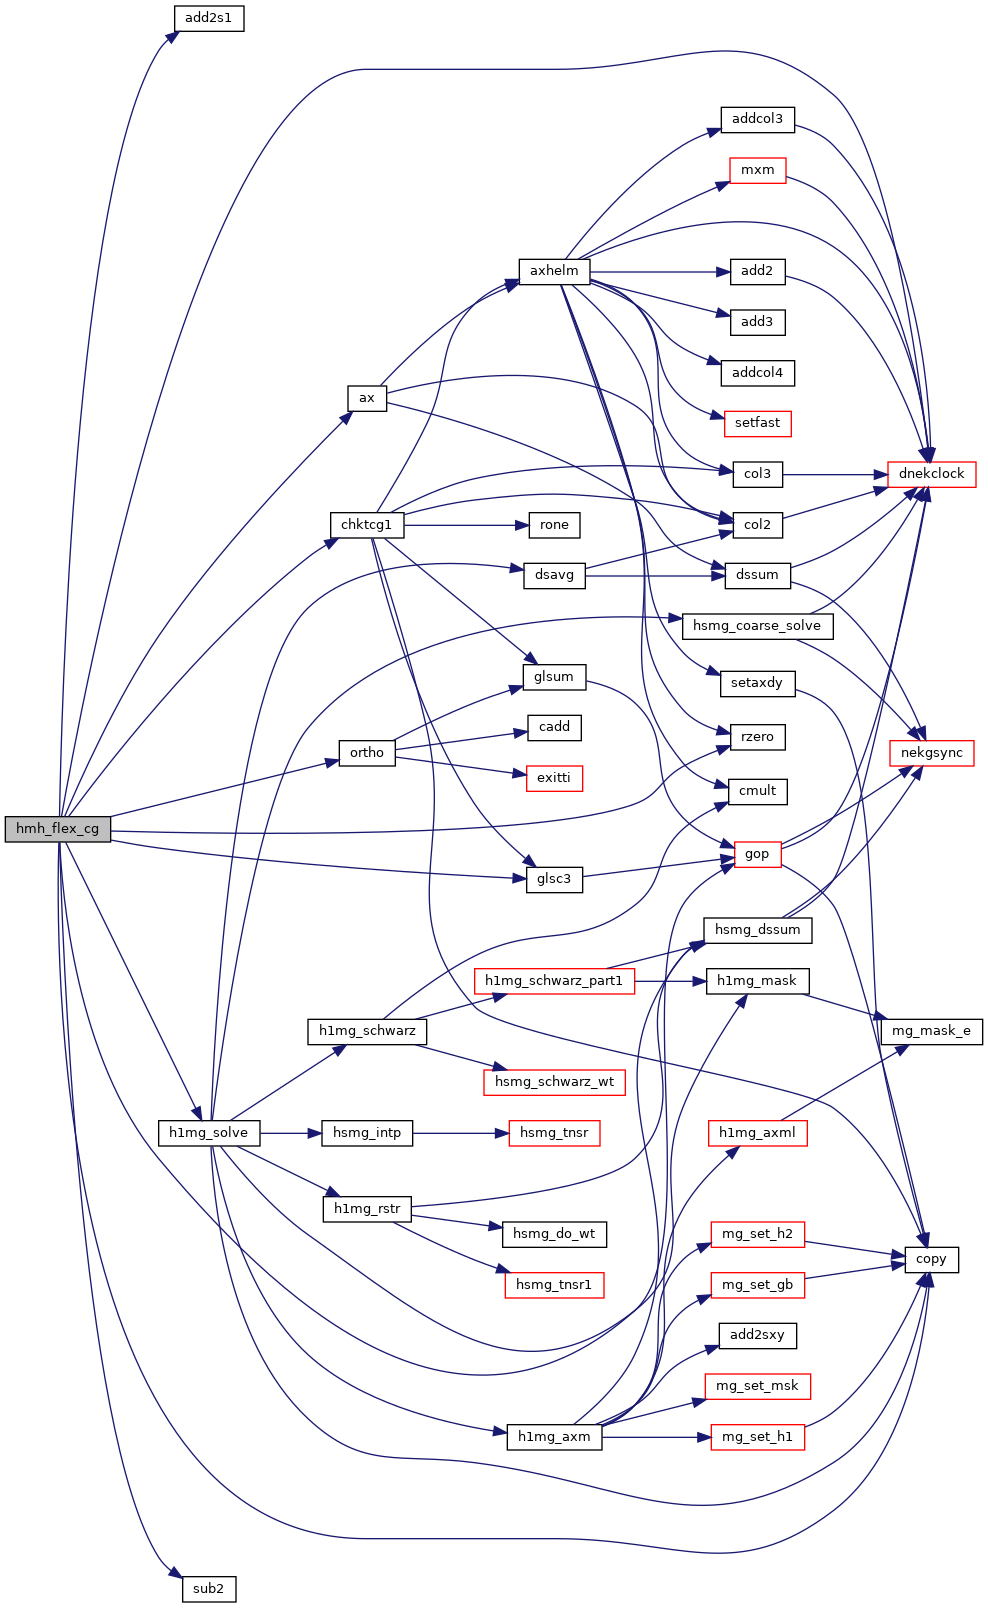 add2s1
addcol3
mxm
axhelm
add2
add3
addcol4
ax
setfast
dnekclock
col3
chktcg1
rone
col2
dsavg
dssum
hsmg_coarse_solve
glsum
setaxdy
cadd
rzero
ortho
nekgsync
exitti
cmult
hmh_flex_cg
gop
glsc3
hsmg_dssum
h1mg_schwarz_part1
h1mg_mask
h1mg_schwarz
mg_mask_e
hsmg_schwarz_wt
h1mg_solve
hsmg_intp
hsmg_tnsr
h1mg_axml
h1mg_rstr
hsmg_do_wt
mg_set_h2
copy
hsmg_tnsr1
mg_set_gb
add2sxy
mg_set_msk
h1mg_axm
mg_set_h1
sub2